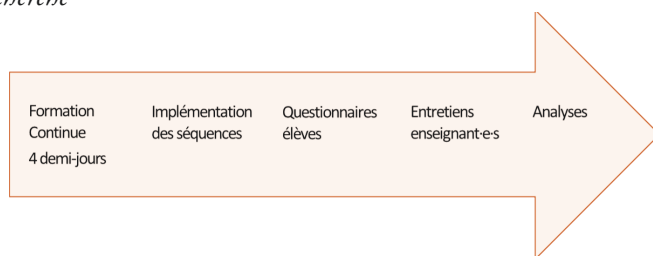 Formation
Continue
4 demi-jours
Implémentation
des séquences
Questionnaires
élèves
Entretiens
enseignant·e·s
Analyses